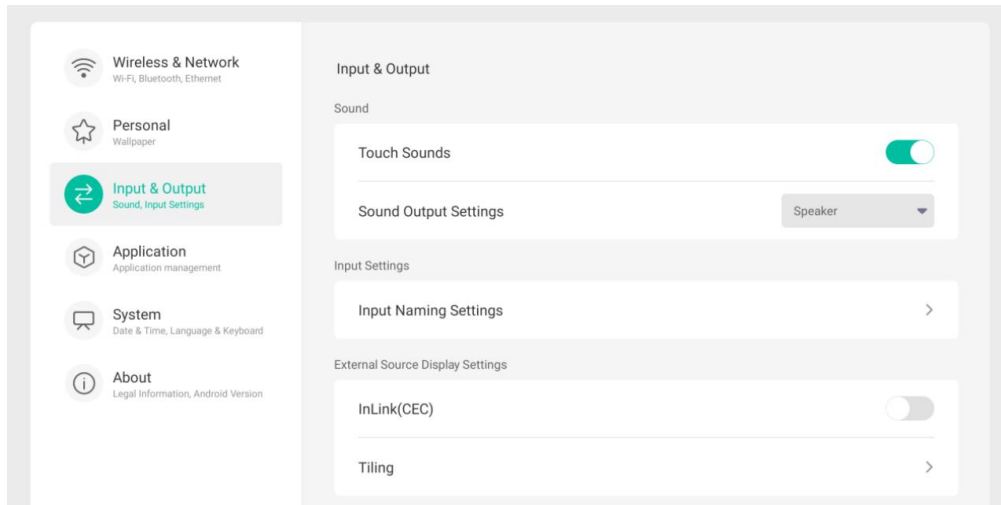 Wireless & Network
Wi-Fi, Bluetooth, Ethernet
Personal
Wallpaper
Input & Output
Sound, Input Settings
Application
Application management
System
Date & Time, Language & Keyboard
About
Legal Information, Android Version
Input & Output
Sound
Touch Sounds
Sound Output Settings
Speaker
Input Settings
Input Naming Settings
External Source Display Settings
InLink(CEC)
Tiling